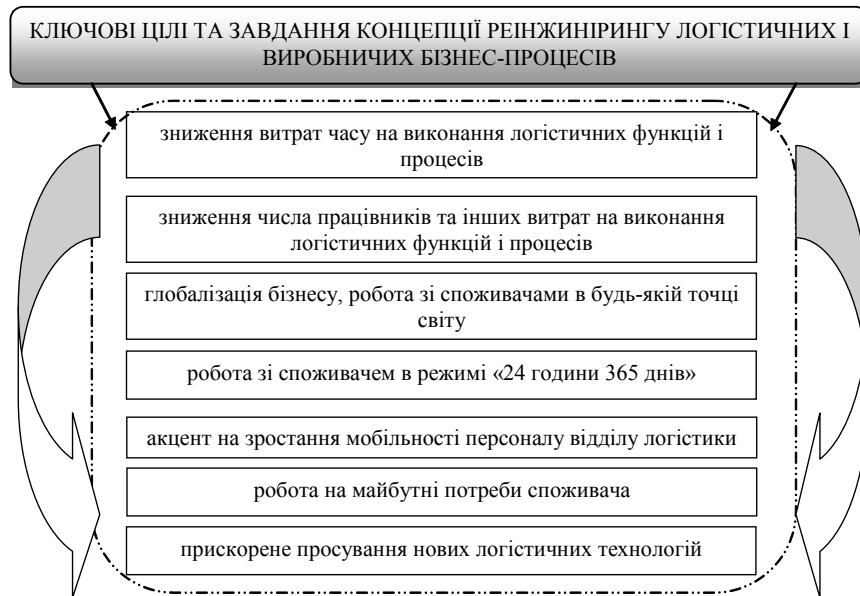 КЛЮЧОВІ ЦІЛІ ТА ЗАВДАННЯ КОНЦЕПЦІЇ РЕІНЖИНІРИНГУ ЛОГІСТИЧНИХ І
ВИРОБНИЧИХ БІЗНЕС-ПРОЦЕСІВ
зниження витрат часу на виконання логістичних функцій і
процесів
зниження числа працівників та інших витрат на виконання
логістичних функцій і процесів
глобалізація бізнесу, робота зі споживачами в будь-якій точці
світу
робота зі споживачем в режимі «24 години 365 днів»
акцент на зростання мобільності персоналу відділу логістики
робота на майбутні потреби споживача
прискорене просування нових логістичних технологій